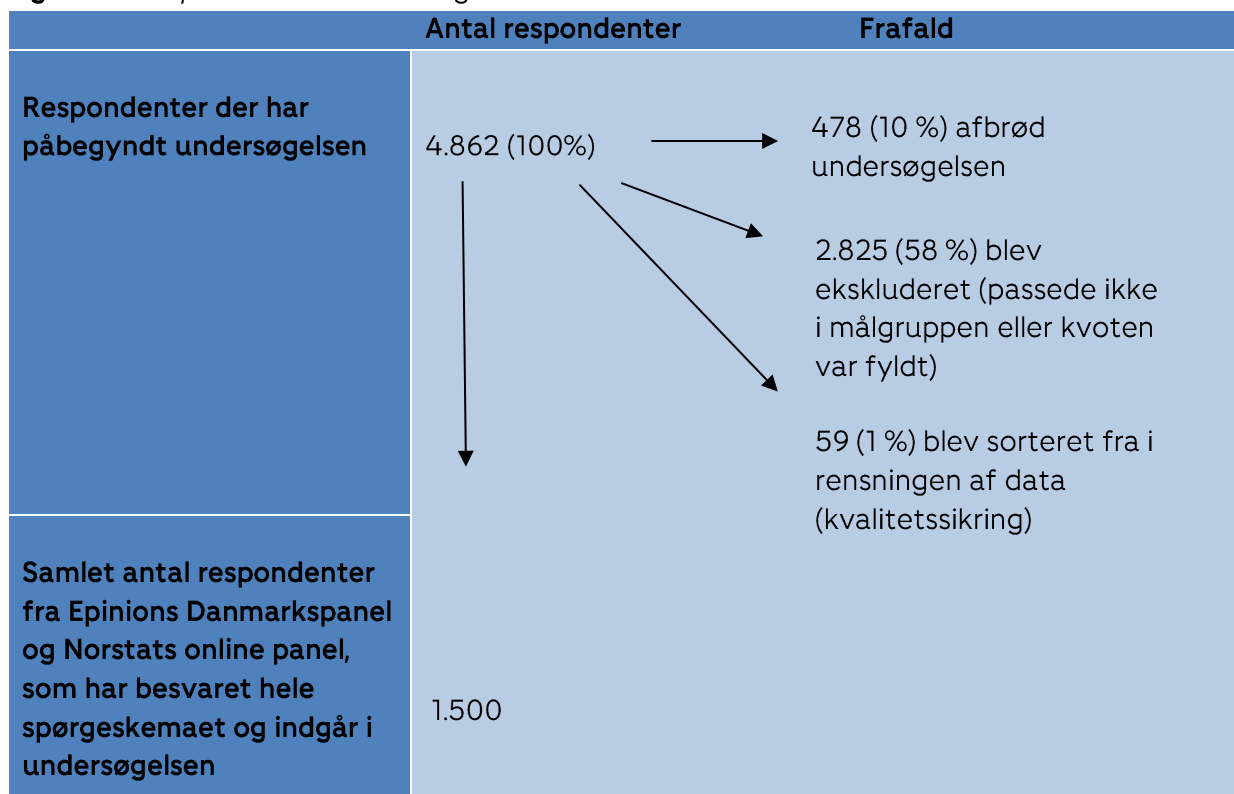 Antal respondenter
Frafald
Respondenter der har
påbegyndt undersøgelsen
4.862 (100%)
478 (10 %) afbrød
undersøgelsen
2.825 (58 %) blev
ekskluderet (passede ikke
i målgruppen eller kvoten
var fyldt)
59 (1 %) blev sorteret fra i
rensningen af data
(kvalitetssikring)
Samlet antal respondenter
fra Epinions Danmarkspanel
og Norstats online panel,
som har besvaret hele
spørgeskemaet og indgår i
undersøgelsen
1.500